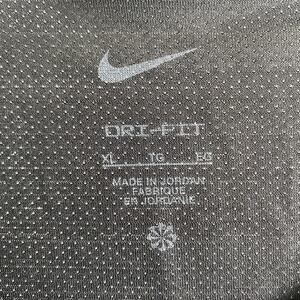 DRI-FIT
XL TG EG
MADE IN JORDAN
FABRIQUÉ
EN JORDANIE